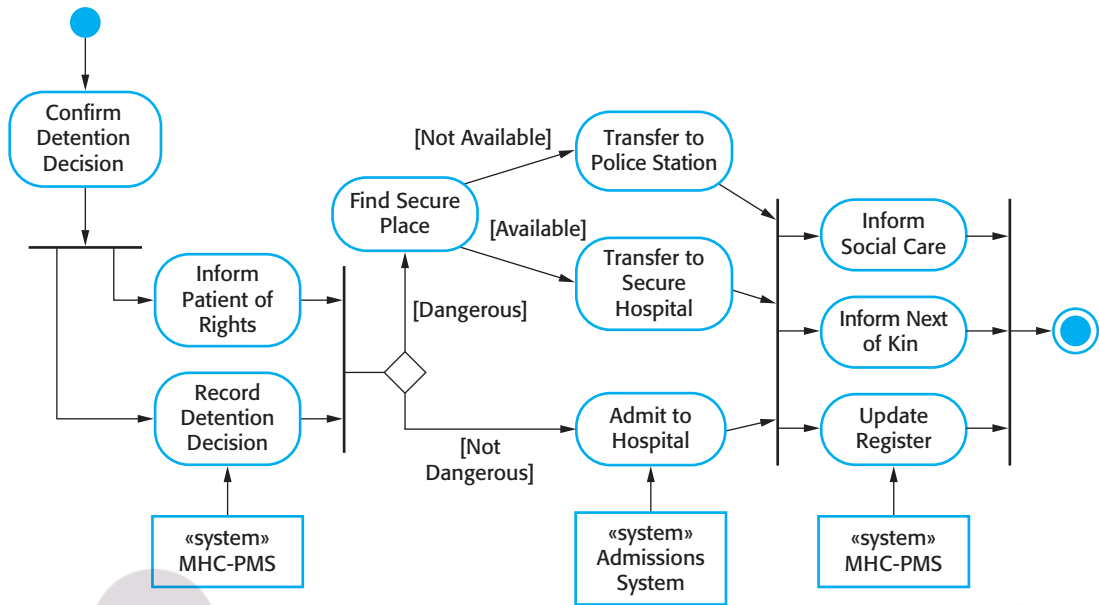 Confirm
Detention
Decision
Inform
Patient of
Rights
Record
Detention
Decision
«system»
MHC-PMS
Find Secure
Place
[Dangerous]
[Not
Dangerous]
[Not Available]
[Available]
Transfer to
Police Station
Transfer to
Secure
Hospital
Admit to
Hospital
«system»
Admissions
System
Inform
Social Care
Inform Next
of Kin
Update
Register
«system»
MHC-PMS